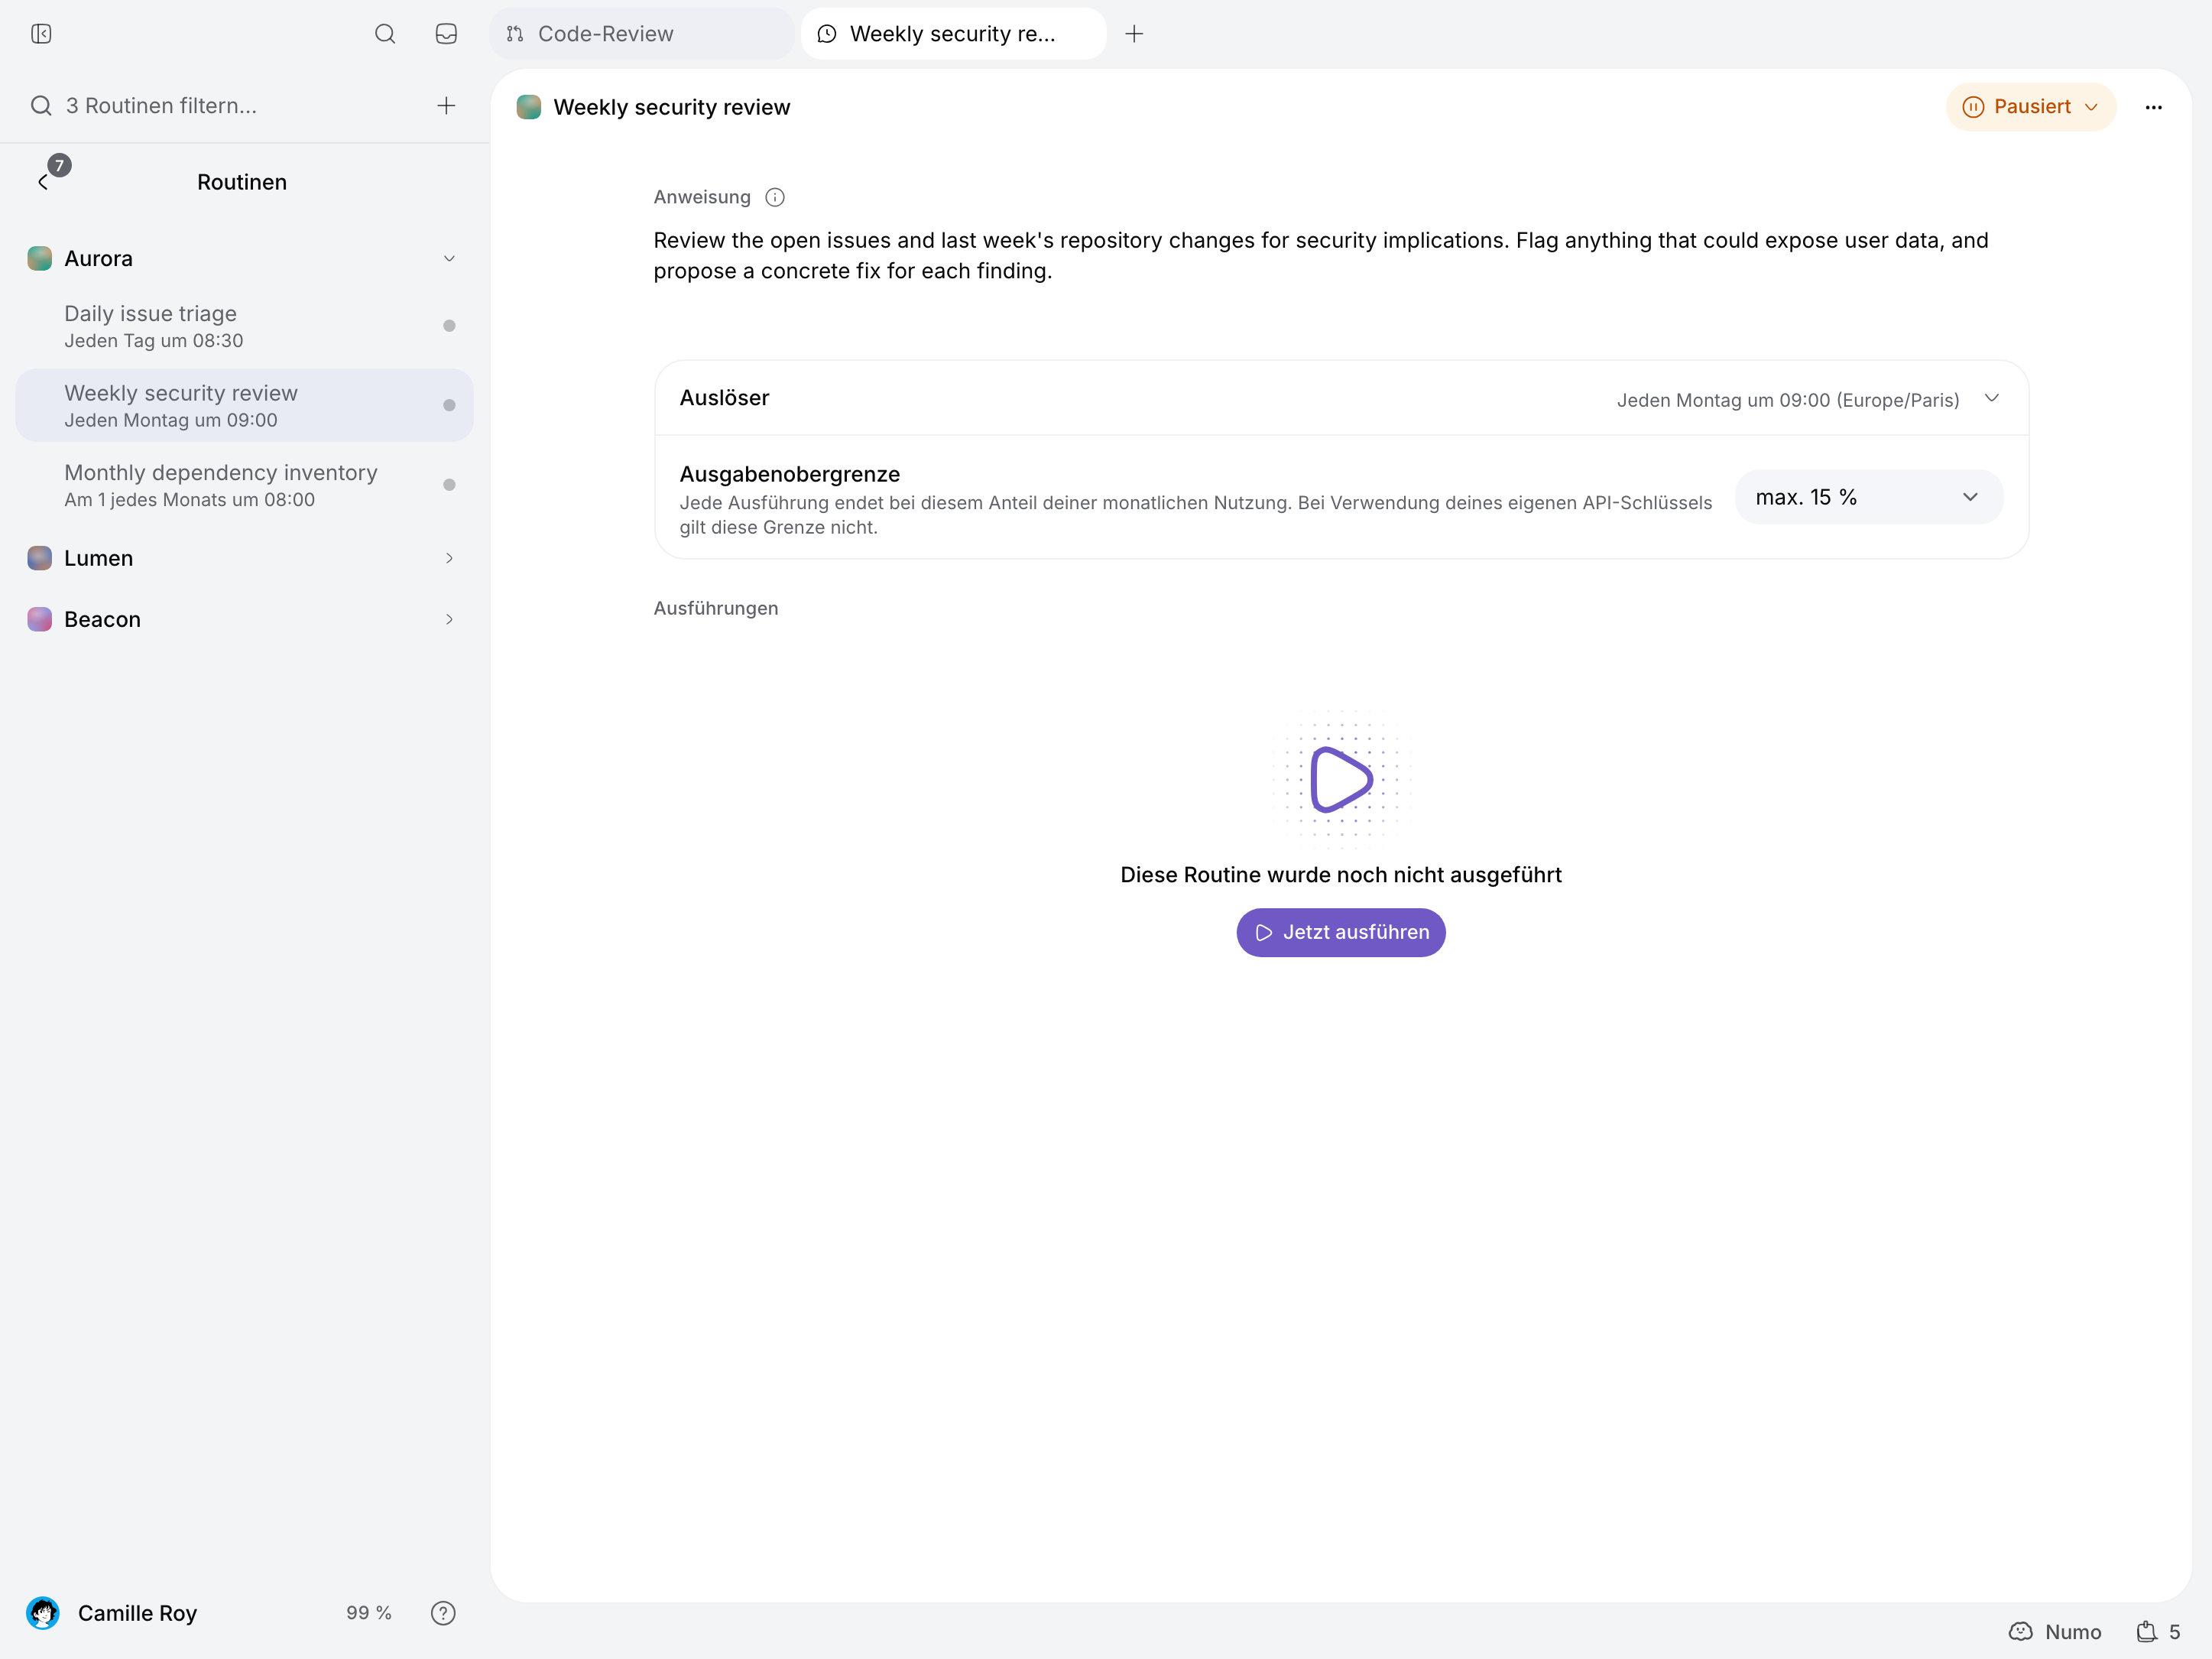 Code-Review
Weekly security re...
3 Routinen filtern...
7
Routinen
Aurora
Daily issue triage
Jeden Tag um 08:30
Weekly security review
Jeden Montag um 09:00
Monthly dependency inventory
Am 1 jedes Monats um 08:00
Lumen
Beacon
Camille Roy
99 %
Weekly security review
Pausiert
Anweisung
Review the open issues and last week's repository changes for security implications. Flag anything that could expose user data, and
propose a concrete fix for each finding.
Auslöser
Jeden Montag um 09:00 (Europe/Paris)
Ausgabenobergrenze
Jede Ausführung endet bei diesem Anteil deiner monatlichen Nutzung. Bei Verwendung deines eigenen API-Schlüssels
gilt diese Grenze nicht.
max. 15 %
Ausführungen
Diese Routine wurde noch nicht ausgeführt
Jetzt ausführen
Numo
5